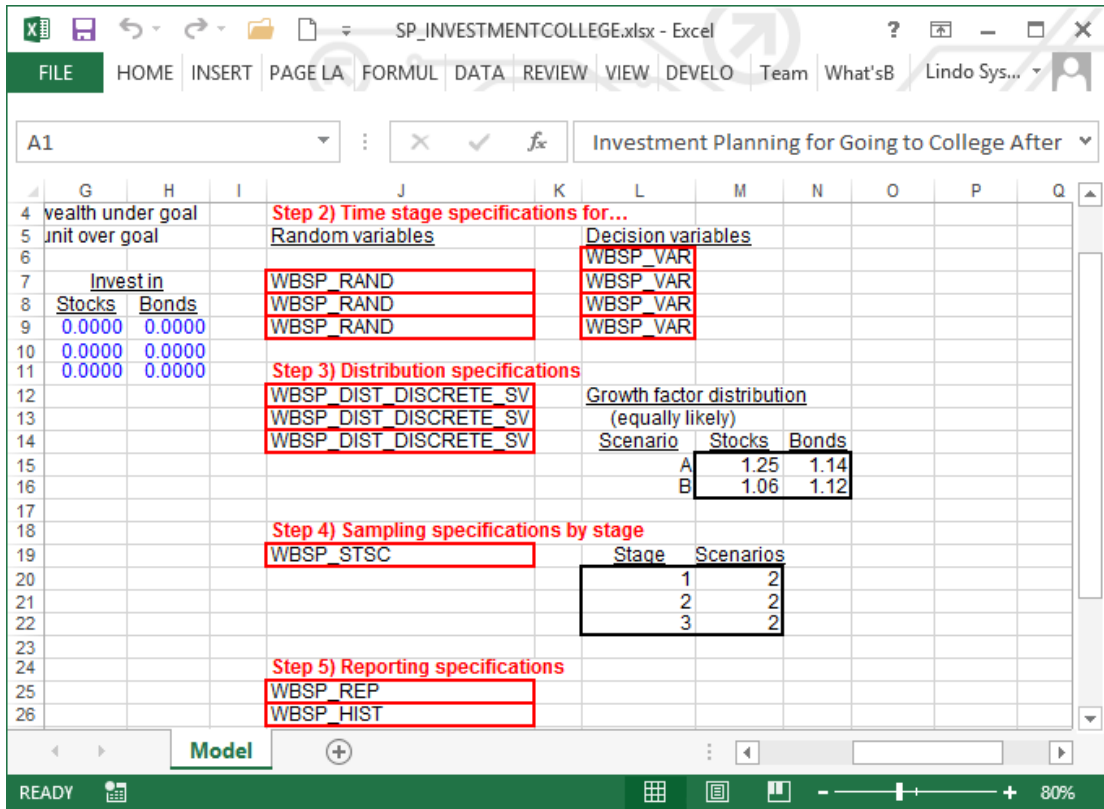 SP_INVESTMENTCOLLEGE.xlsx - Excel
FILE HOME INSERT PAGE LA FORMUL DATA REVIEW VIEW DEVELO Team What'sB Lindo Sys...
A1 fx Investment Planning for Going to College After
G H I J K L M N O P Q
4 wealth under goal Step 2) Time stage specifications for...
5 unit over goal Random variables Decision variables
6 WBSP_VAR
7 Invest in WBSP_RAND WBSP_VAR
8 Stocks Bonds WBSP_RAND WBSP_VAR
9 0.0000 0.0000 WBSP_RAND WBSP_VAR
10 0.0000 0.0000
11 0.0000 0.0000 Step 3) Distribution specifications
12 WBSP_DIST_DISCRETE_SV Growth factor distribution
13 WBSP_DIST_DISCRETE_SV (equally likely)
14 WBSP_DIST_DISCRETE_SV Scenario Stocks Bonds
15 A 1.25 1.14
16 B 1.06 1.12
17
18 Step 4) Sampling specifications by stage
19 WBSP_STSC Stage Scenarios
20 1 2
21 2 2
22 3 2
23
24 Step 5) Reporting specifications
25 WBSP_REP
26 WBSP_HIST
Model
READY 80%